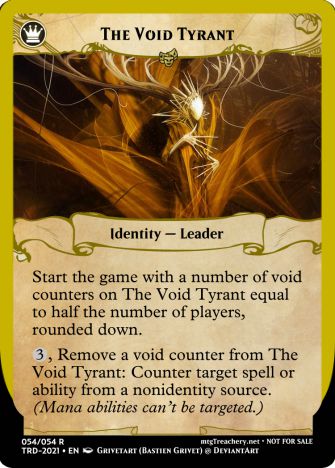 The Void Tyrant
Identity — Leader
Start the game with a number of void
counters on The Void Tyrant equal
to half the number of players,
rounded down.
3, Remove a void counter from The
Void Tyrant: Counter target spell or
ability from a nonidentity source.
(Mana abilities can't be targeted.)
054/054 R
mtgTreachery.net • NOT FOR SALE
TRD-2021 • EN Grivetart (Bastien Grivet) @ DeviantArt